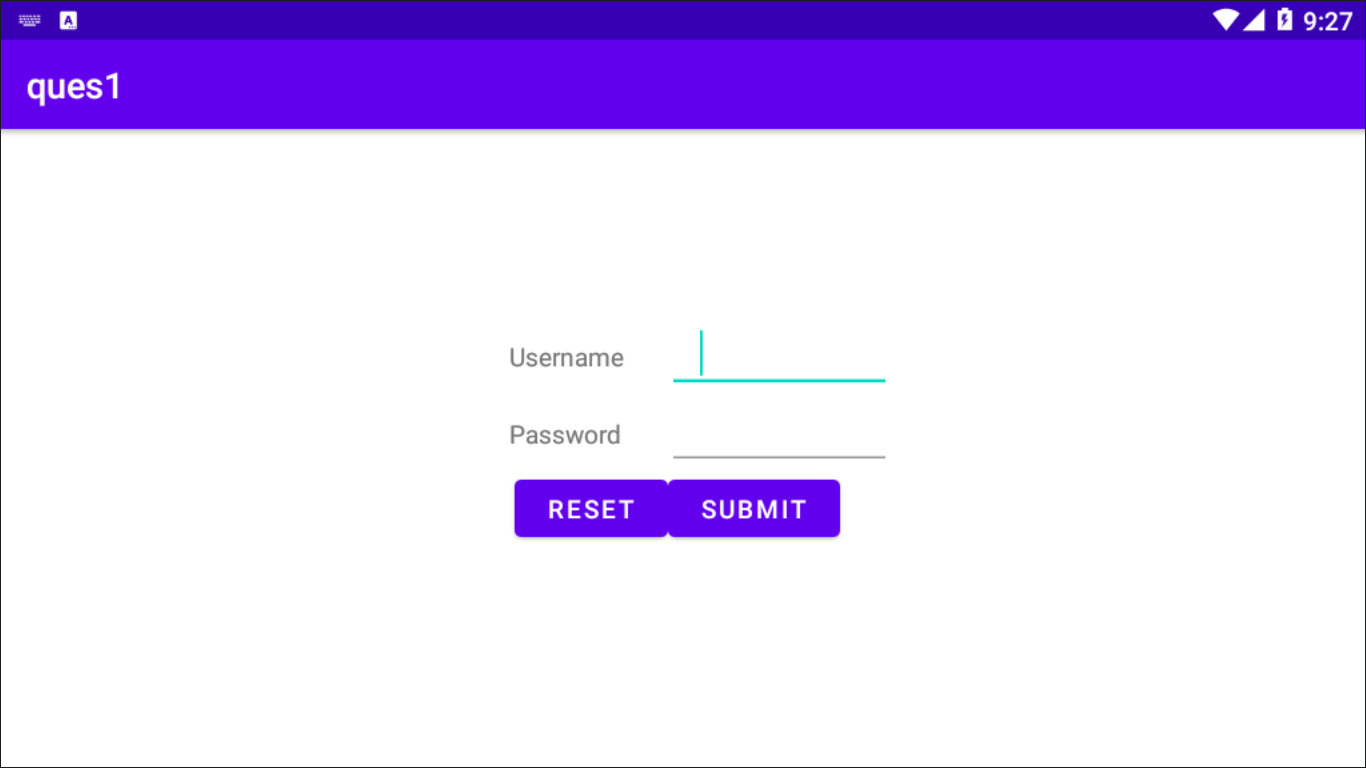 A 9:27
ques1
Username
Password
RESET SUBMIT